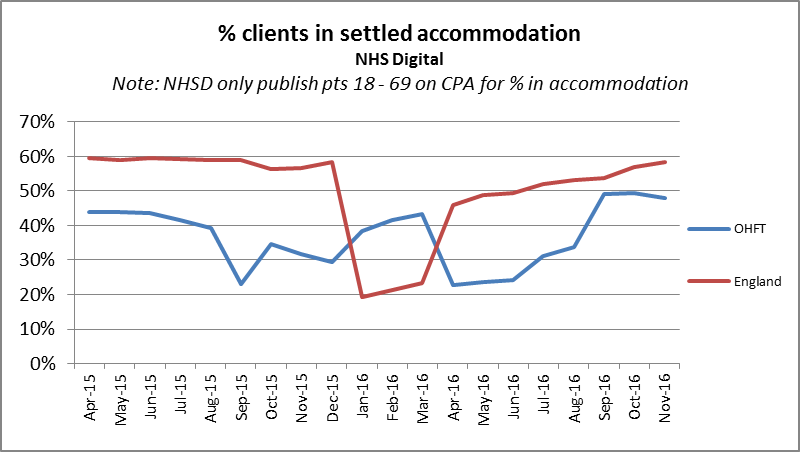 % clients in settled accommodation
NHS Digital
Note: NHSD only publish pts 18 - 69 on CPA for % in accommodation
70%
60%
50%
40%
30%
20%
10%
0%
OHFT
England
Apr-15
May-15
Jun-15
Jul-15
Aug-15
Sep-15
Oct-15
Nov-15
Dec-15
Jan-16
Feb-16
Mar-16
Apr-16
May-16
Jun-16
Jul-16
Aug-16
Sep-16
Oct-16
Nov-16